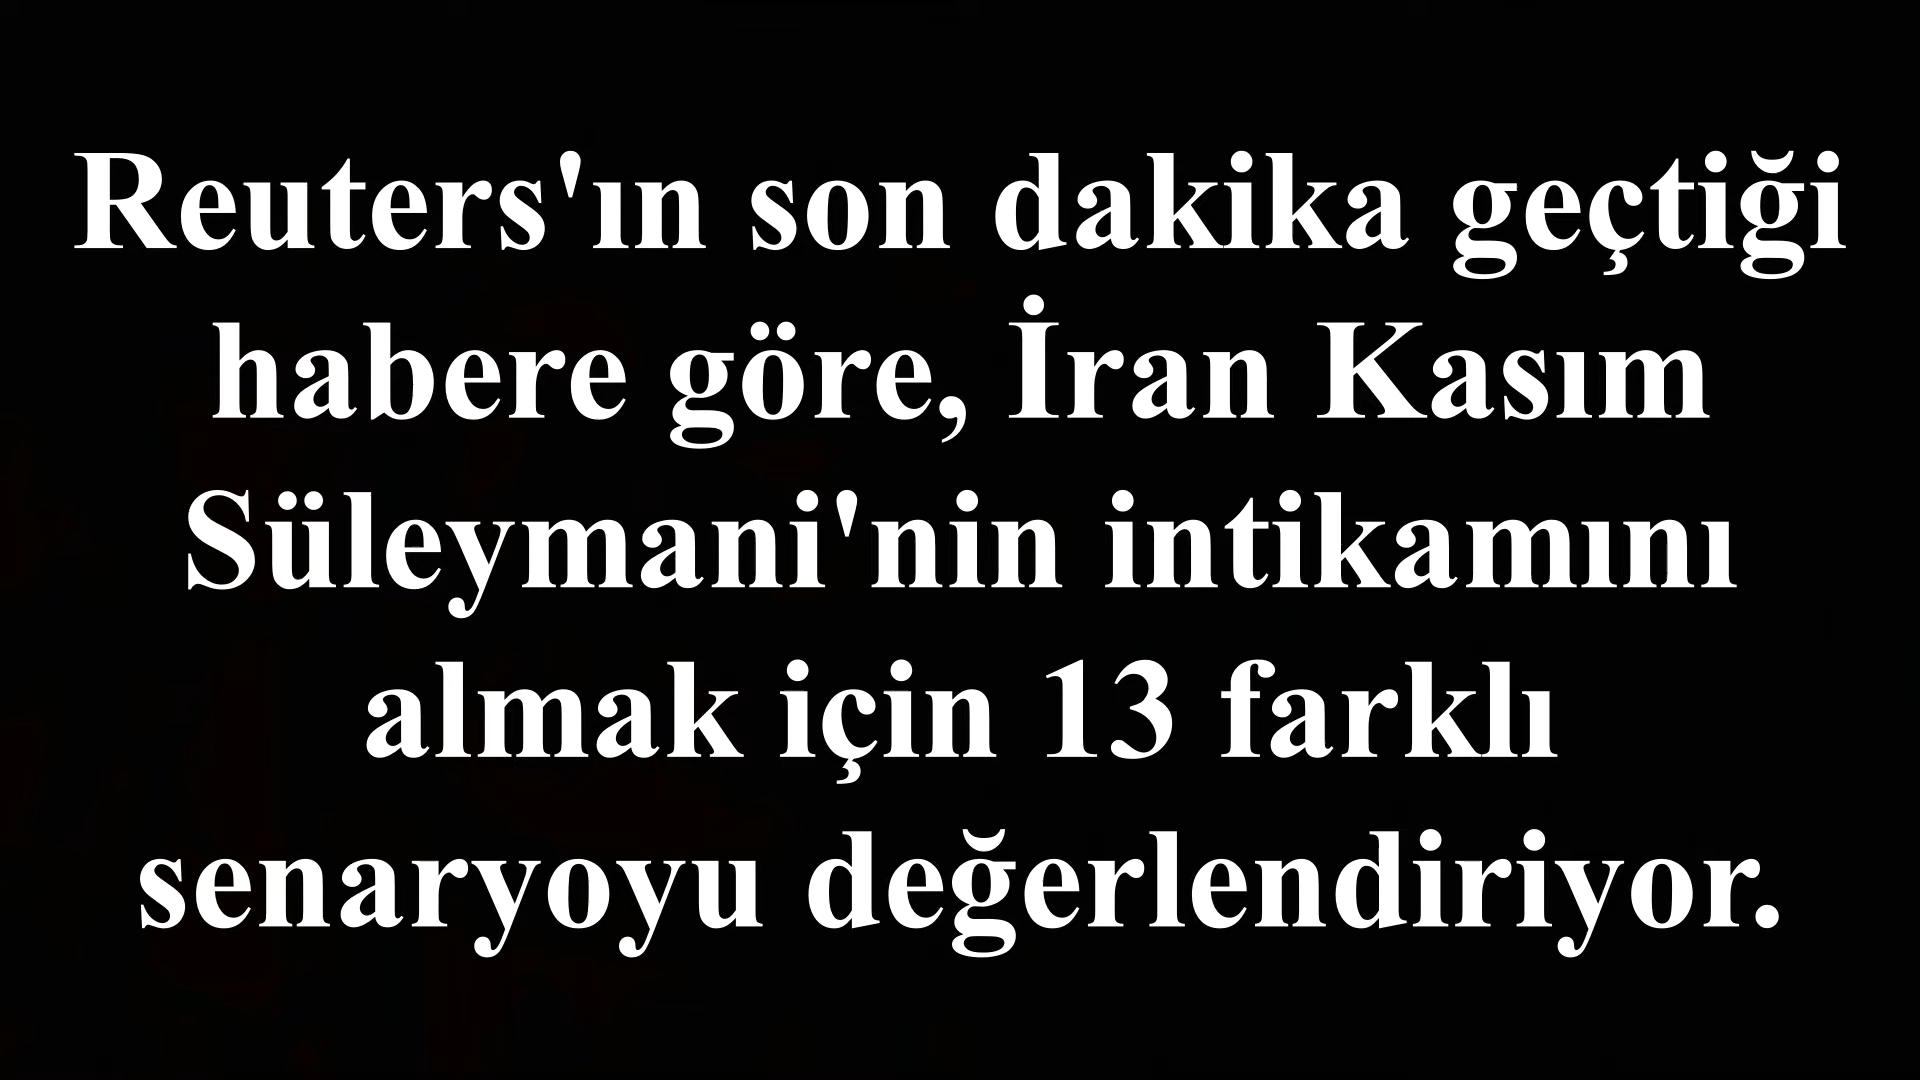 Reuters'ın son dakika geçtiği
habere göre, İran Kasım
Süleymani'nin intikamını
almak için 13 farklı
senaryoyu değerlendiriyor.